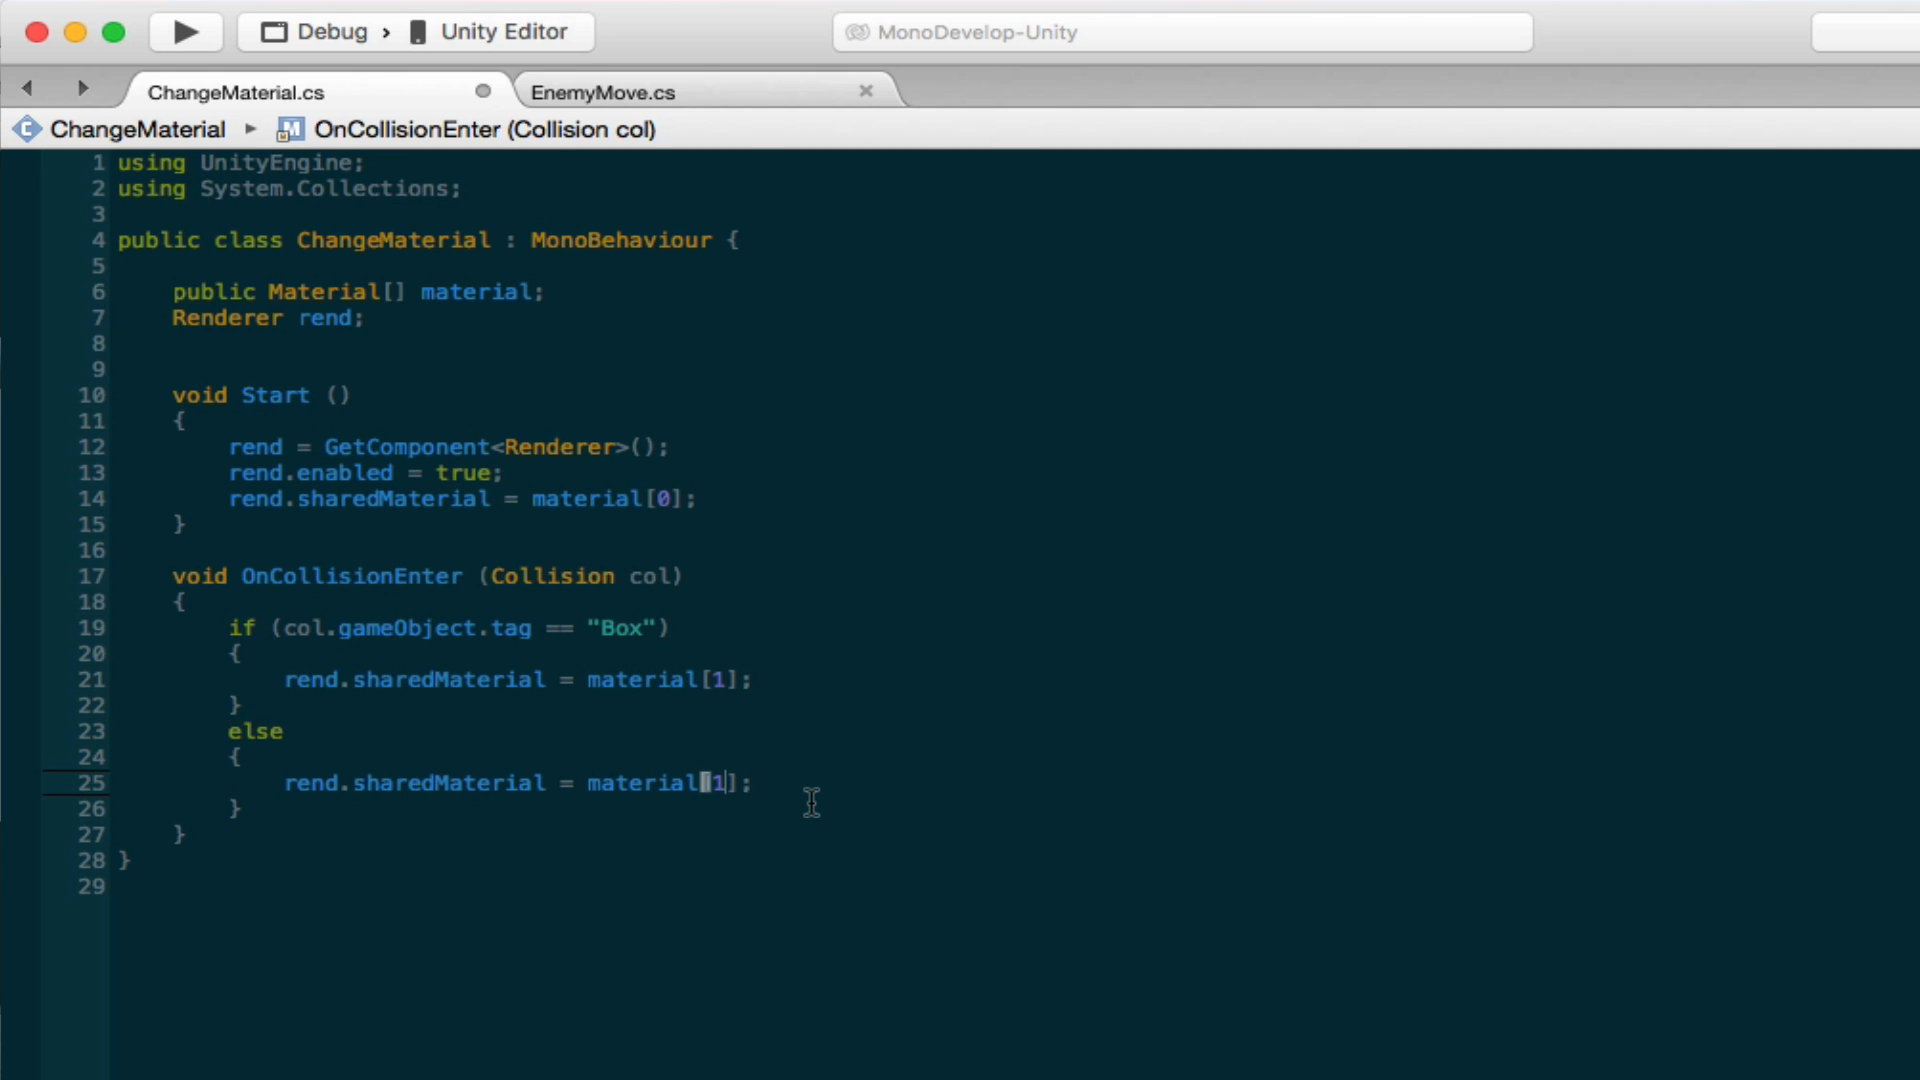 Debug › Unity Editor MonoDevelop-Unity
ChangeMaterial.cs EnemyMove.cs
ChangeMaterial ▸ OnCollisionEnter (Collision col)
1 using UnityEngine;
2 using System.Collections;
3
4 public class ChangeMaterial : MonoBehaviour {
5
6 public Material[] material;
7 Renderer rend;
8
9
10 void Start ()
11 {
12 rend = GetComponent<Renderer>();
13 rend.enabled = true;
14 rend.sharedMaterial = material[0];
15 }
16
17 void OnCollisionEnter (Collision col)
18 {
19 if (col.gameObject.tag == "Box")
20 {
21 rend.sharedMaterial = material[1];
22 }
23 else
24 {
25 rend.sharedMaterial = material[1];
26 }
27 }
28 }
29